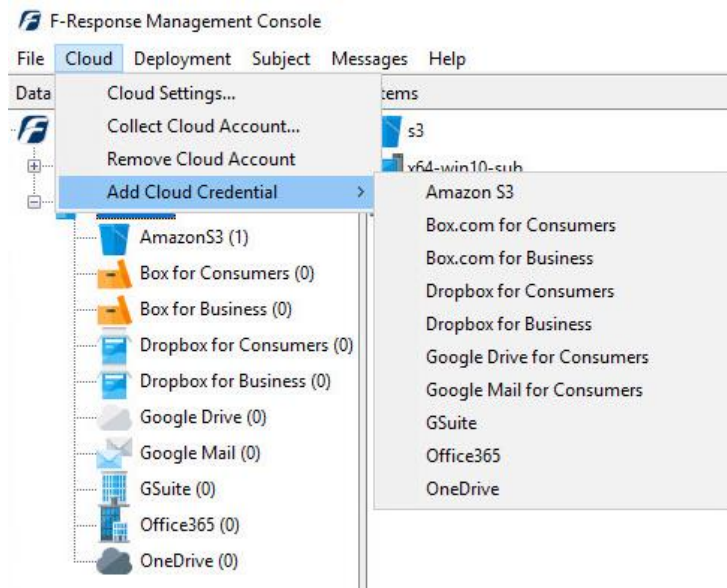 F-Response Management Console
File Cloud Deployment Subject Messages Help
Data
Items
Cloud Settings...
Collect Cloud Account...
Remove Cloud Account
Add Cloud Credential
s3
x64-win10-sub
Amazon S3
Box.com for Consumers
Box.com for Business
Dropbox for Consumers
Dropbox for Business
Google Drive for Consumers
Google Mail for Consumers
GSuite
Office365
OneDrive
AmazonS3 (1)
Box for Consumers (0)
Box for Business (0)
Dropbox for Consumers (0)
Dropbox for Business (0)
Google Drive (0)
Google Mail (0)
GSuite (0)
Office365 (0)
OneDrive (0)